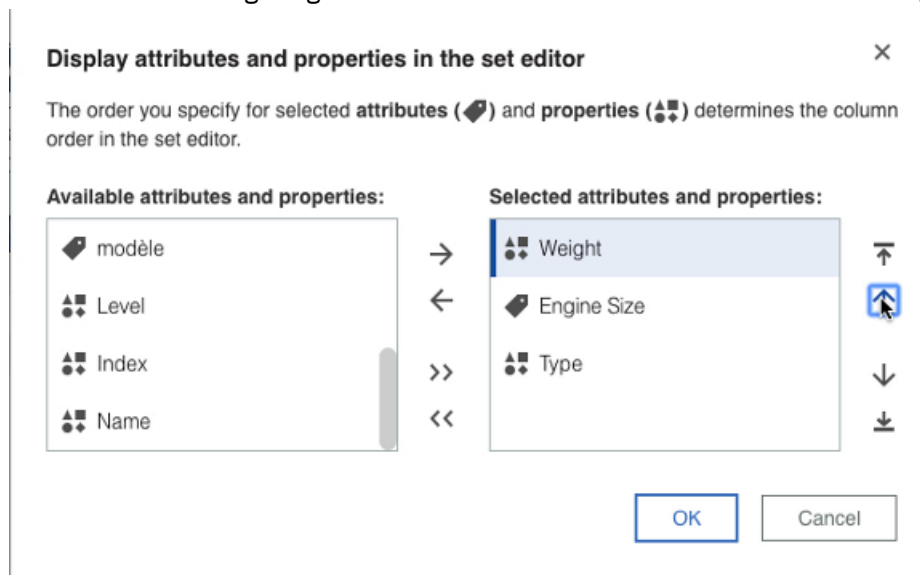 Display attributes and properties in the set editor
The order you specify for selected attributes () and properties () determines the column
order in the set editor.
Available attributes and properties:
Selected attributes and properties:
modèle
Level
Index
Name
Weight
Engine Size
Type
OK
Cancel